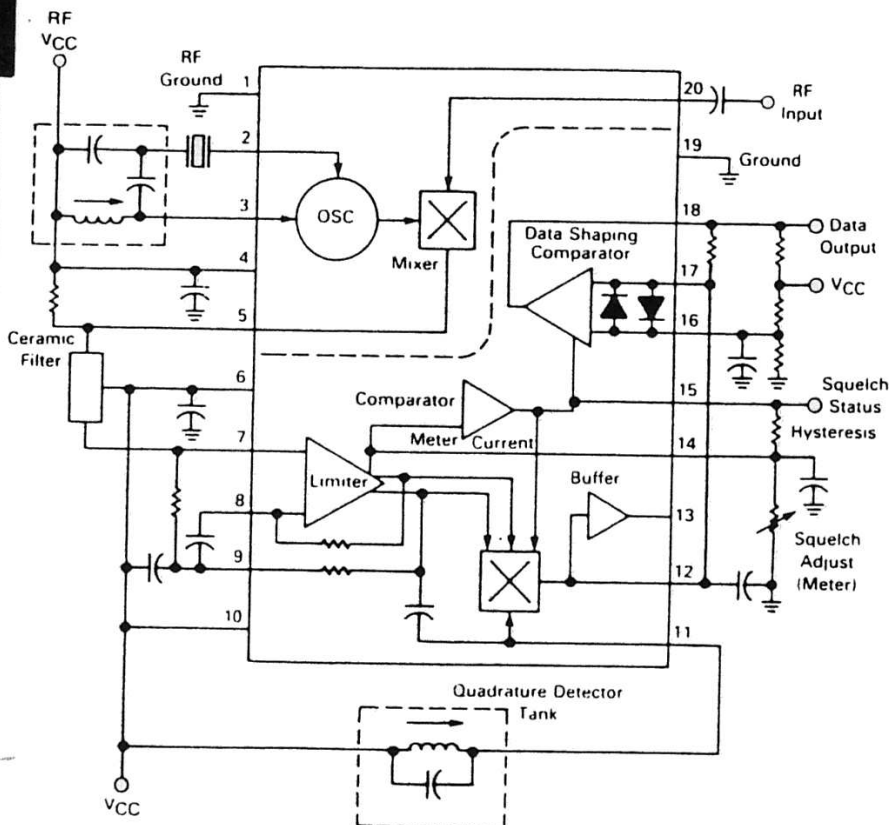 RF
VCC
RF
Ground
1
2
3
4
5
6
7
8
9
10
OSC
Mixer
20
RF
Input
19
Ground
18
Data
Output
Data Shaping
Comparator
17
VCC
16
15
Squelch
Status
Hysteresis
14
Ceramic
Filter
Comparator
Meter Current
Limiter
Buffer
13
12
Squelch
Adjust
(Meter)
11
Quadrature Detector
Tank
VCC